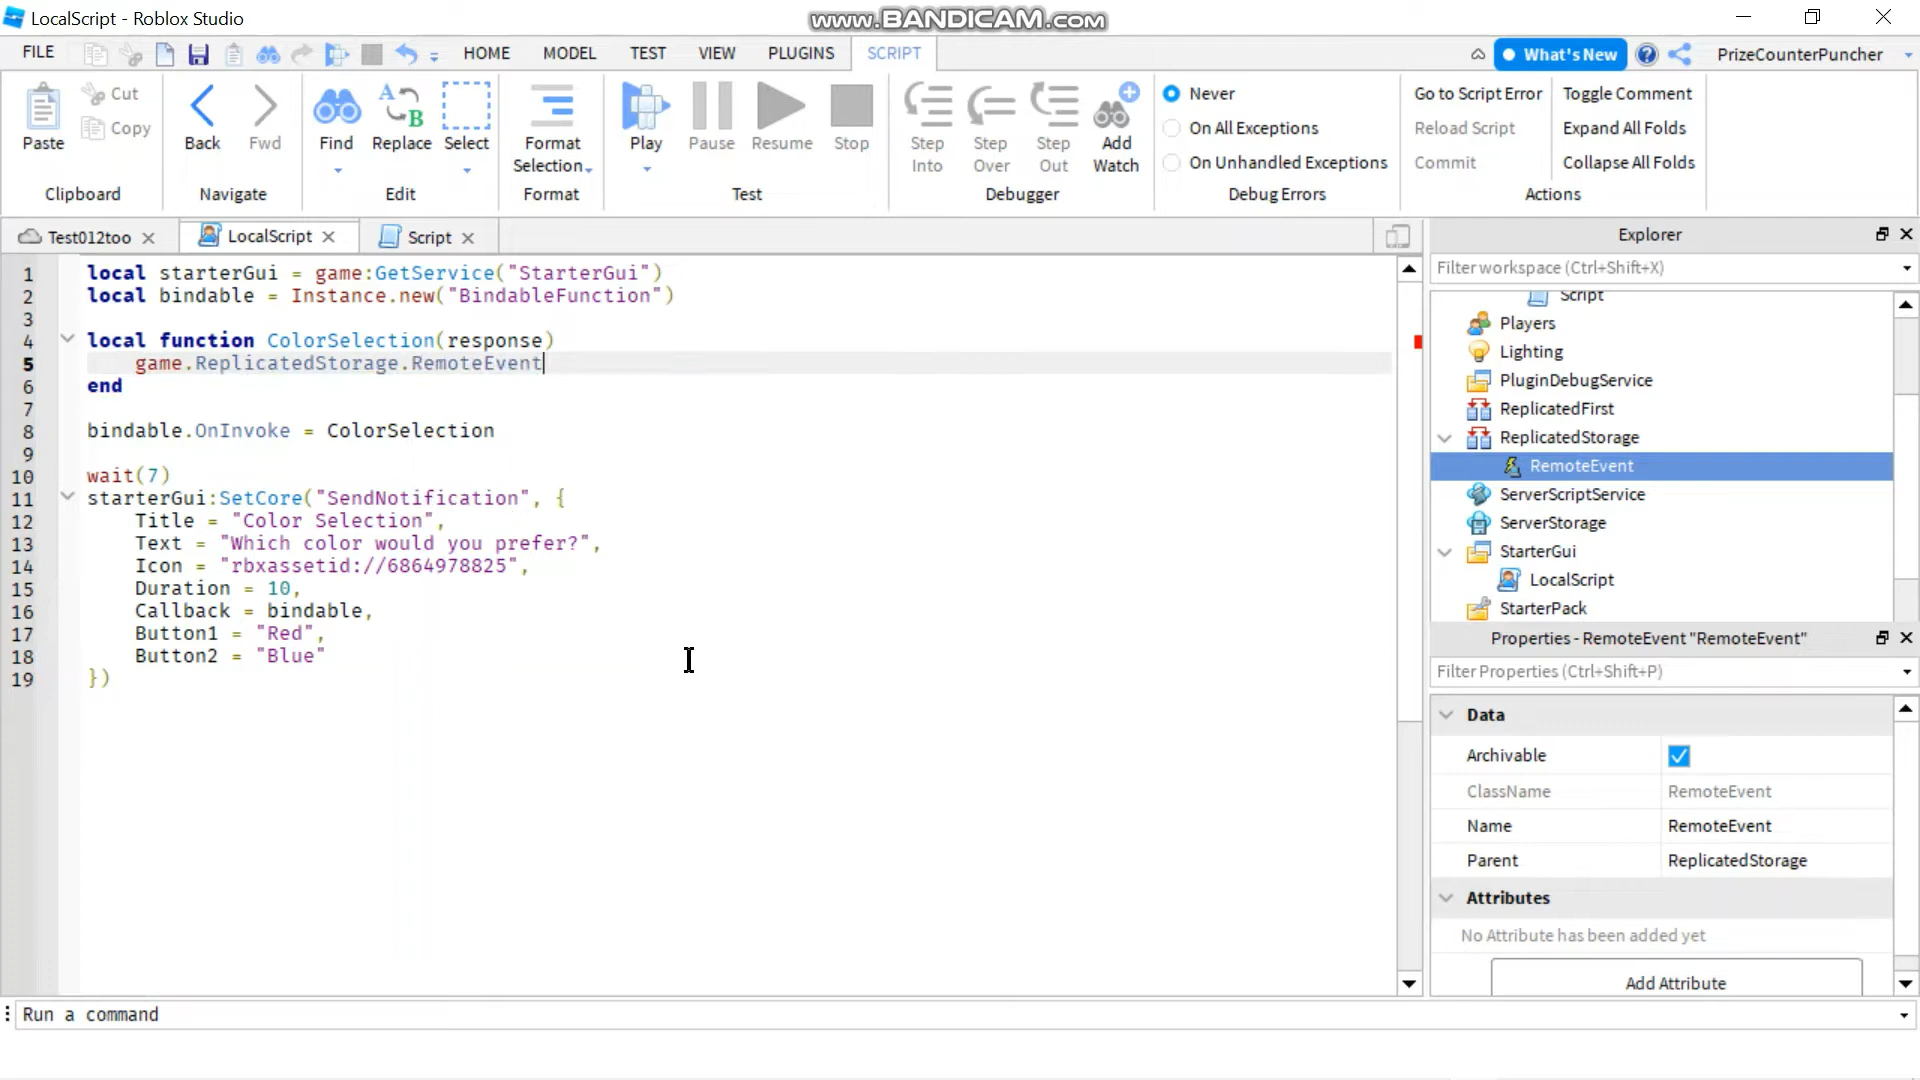 LocalScript - Roblox Studio
www.BANDICAM.com
FILE
HOME
MODEL
TEST
VIEW
PLUGINS
SCRIPT
What's New
PrizeCounterPuncher
Paste
Cut
Copy
Clipboard
Back
Fwd
Navigate
Find
Replace
Select
Edit
Format
Selection
Format
Play
Pause
Resume
Stop
Test
Step
Into
Step
Over
Step
Out
Add
Watch
Debugger
Never
On All Exceptions
On Unhandled Exceptions
Debug Errors
Go to Script Error
Reload Script
Commit
Toggle Comment
Expand All Folds
Collapse All Folds
Actions
Test012too
LocalScript
Script
1 local starterGui = game:GetService("StarterGui")
2 local bindable = Instance.new("BindableFunction")
3
4 local function ColorSelection(response)
5 game.ReplicatedStorage.RemoteEvent
6 end
7
8 bindable.OnInvoke = ColorSelection
9
10 wait(7)
11 starterGui:SetCore("SendNotification", {
12 Title = "Color Selection",
13 Text = "Which color would you prefer?",
14 Icon = "rbxassetid://6864978825",
15 Duration = 10,
16 Callback = bindable,
17 Button1 = "Red",
18 Button2 = "Blue"
19 })
Explorer
Filter workspace (Ctrl+Shift+X)
Script
Players
Lighting
PluginDebugService
ReplicatedFirst
ReplicatedStorage
RemoteEvent
ServerScriptService
ServerStorage
StarterGui
LocalScript
StarterPack
Properties - RemoteEvent "RemoteEvent"
Filter Properties (Ctrl+Shift+P)
Data
Archivable
ClassName RemoteEvent
Name RemoteEvent
Parent ReplicatedStorage
Attributes
No Attribute has been added yet
Add Attribute
Run a command